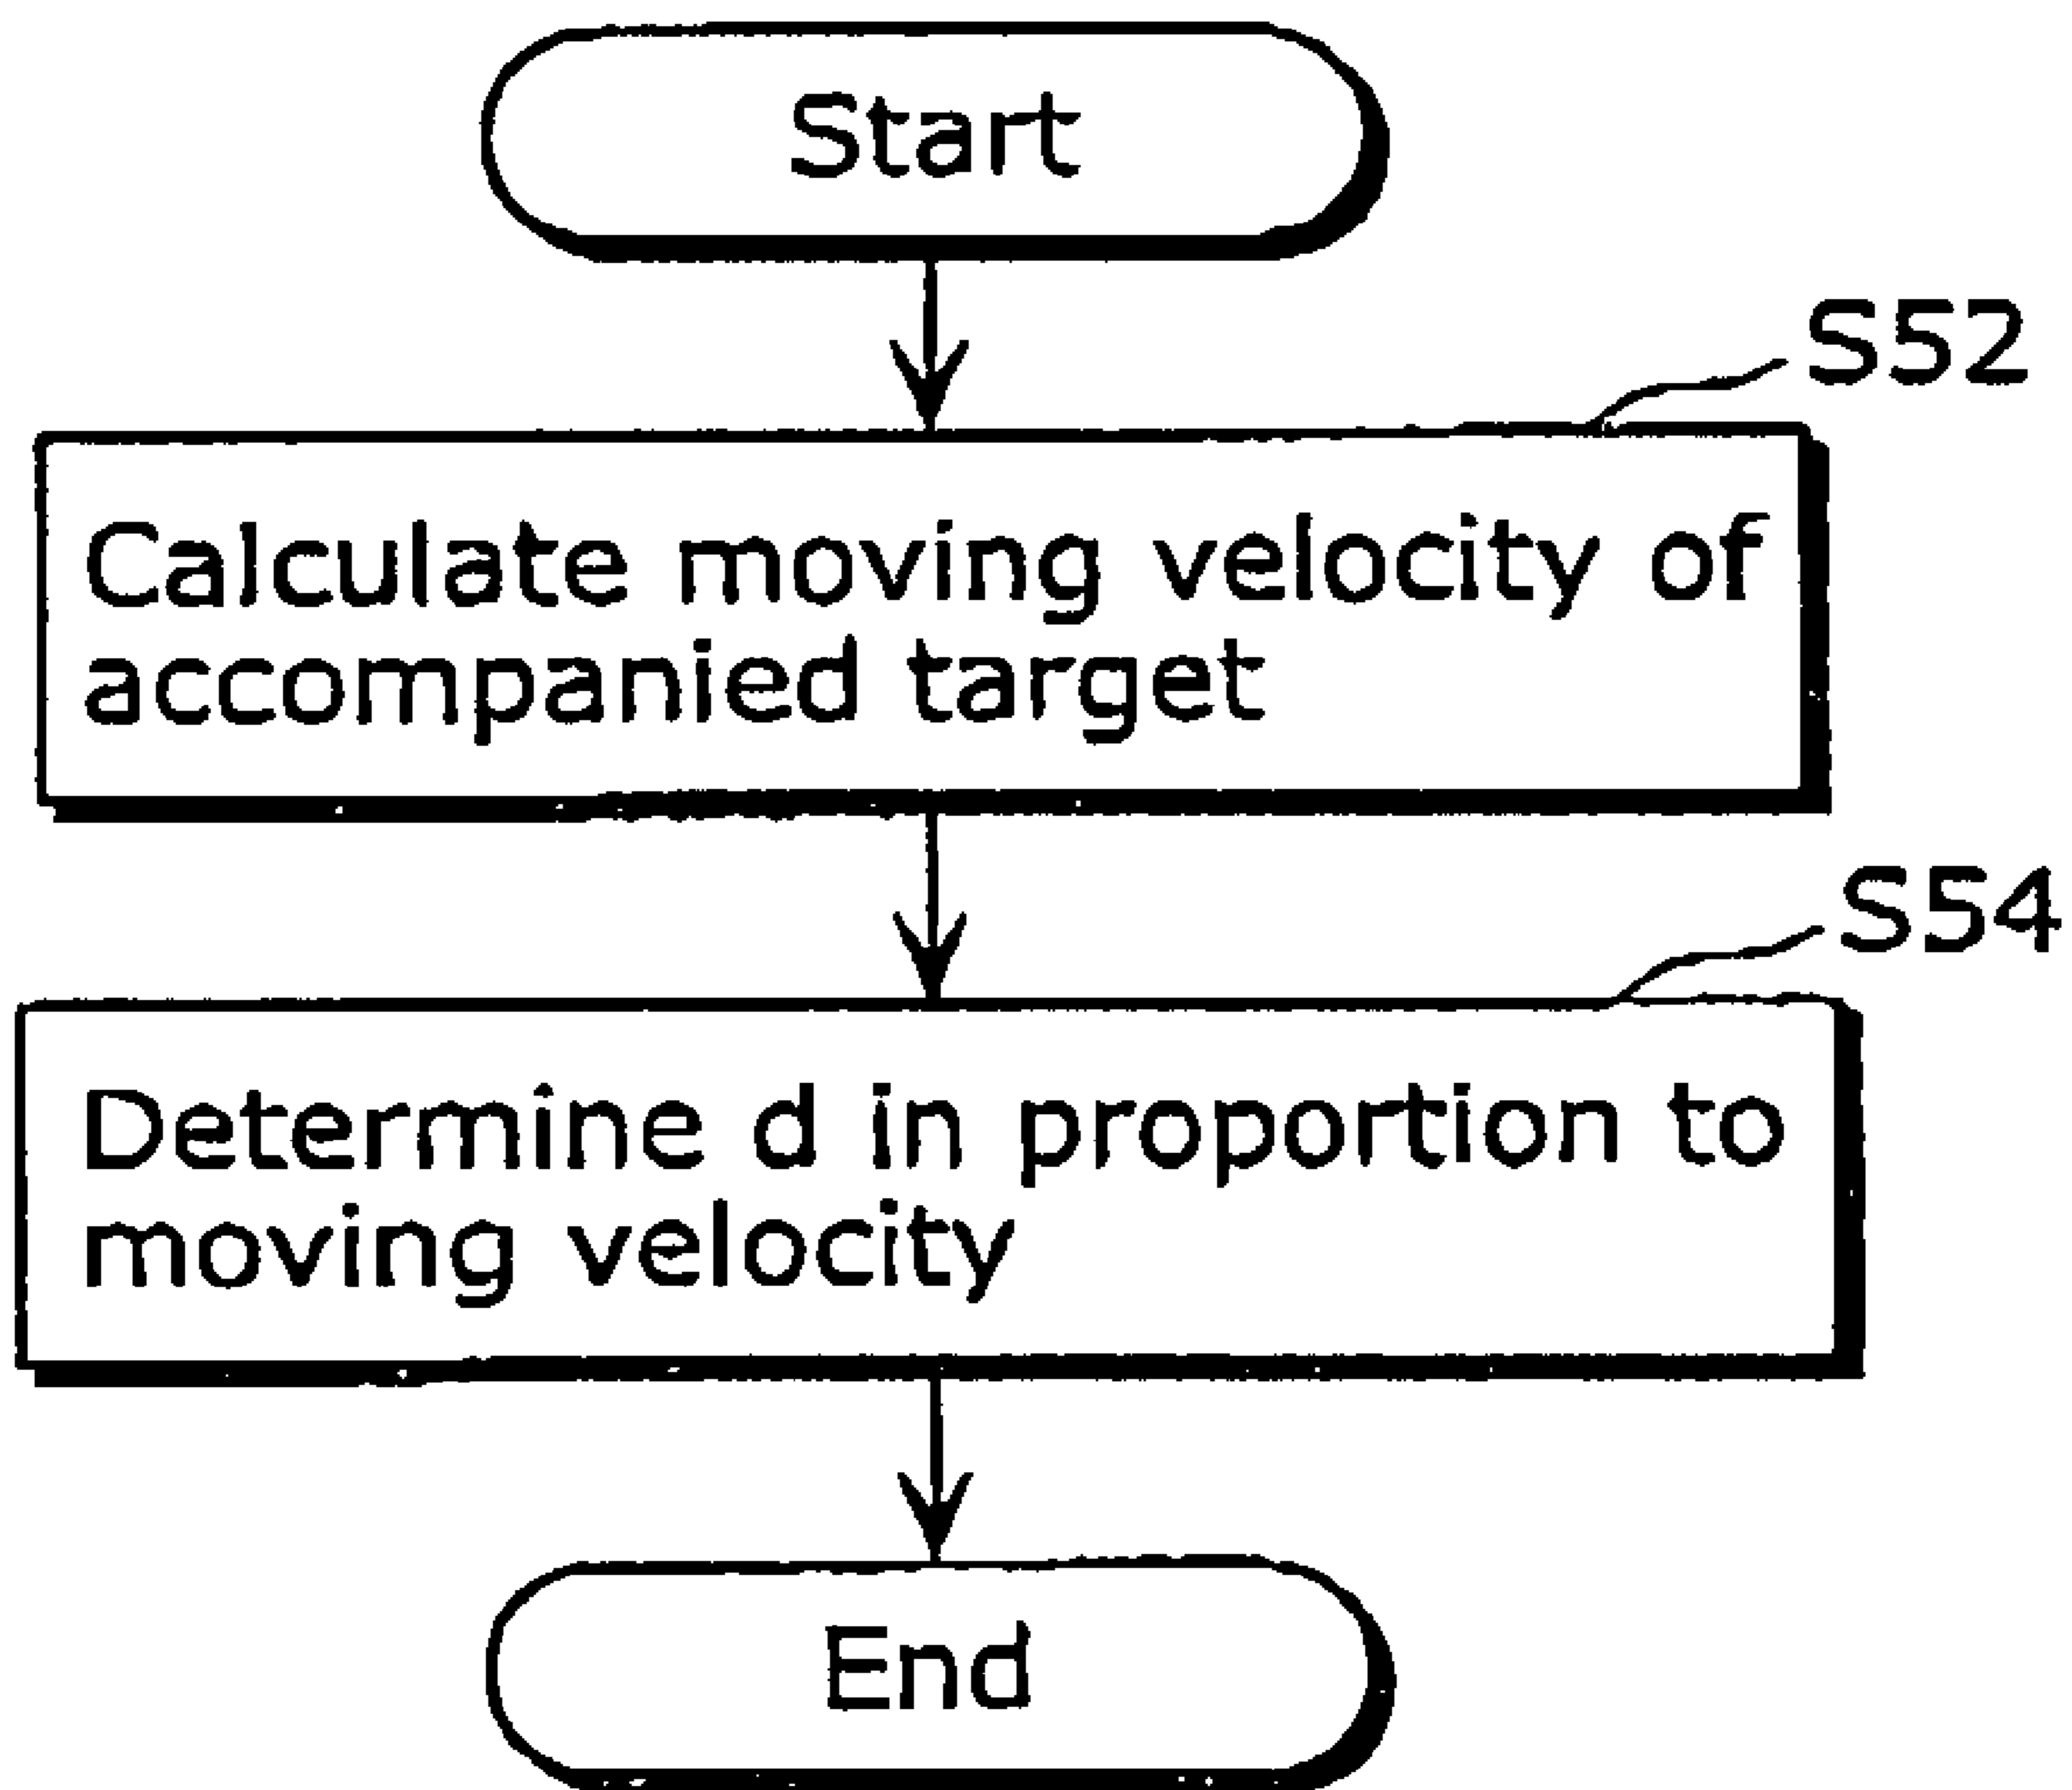 Start
S52
Calculate moving velocity of
accompanied target
S54
Determine d in proportion to
moving velocity
End